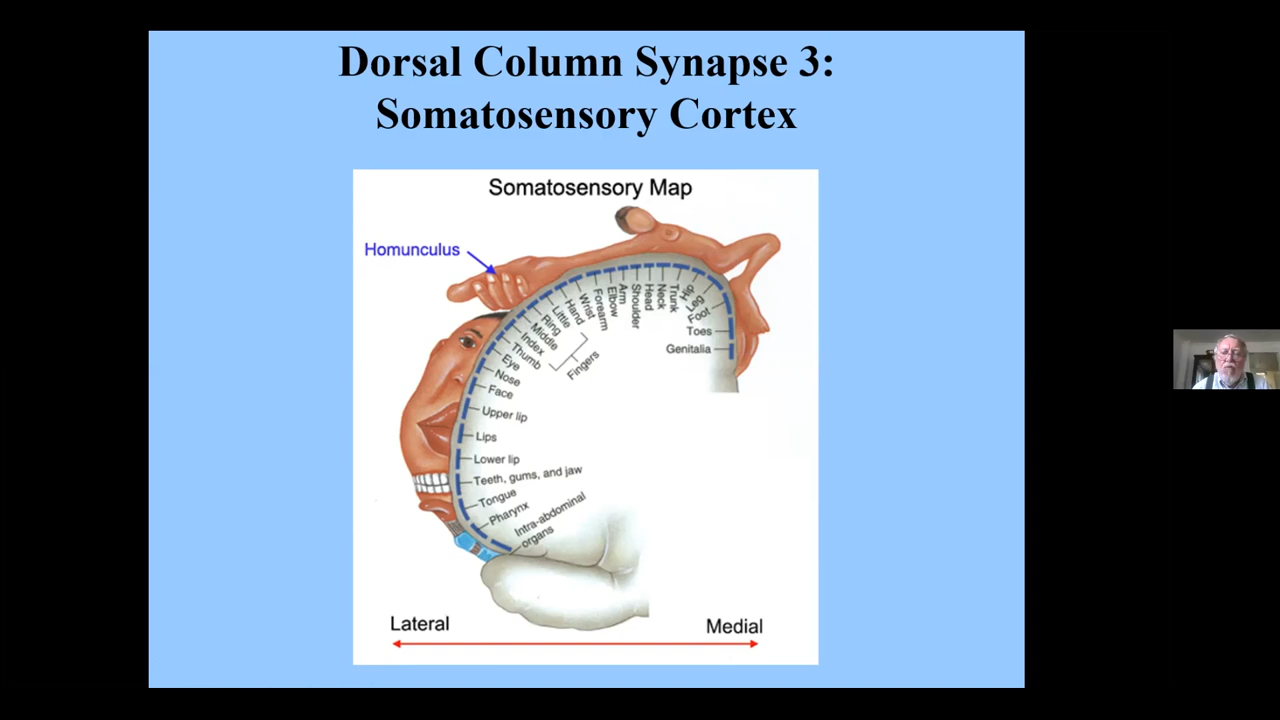 Dorsal Column Synapse 3:
Somatosensory Cortex
Somatosensory Map
Homunculus
Genitalia
Toes
Foot
Leg
Hip
Trunk
Neck
Head
Shoulder
Arm
Elbow
Forearm
Wrist
Hand
Little
Ring
Middle
Index
Thumb
Fingers
Eye
Nose
Face
Upper lip
Lips
Lower lip
Teeth, gums, and jaw
Tongue
Pharynx
Intra-abdominal
organs
Lateral
Medial